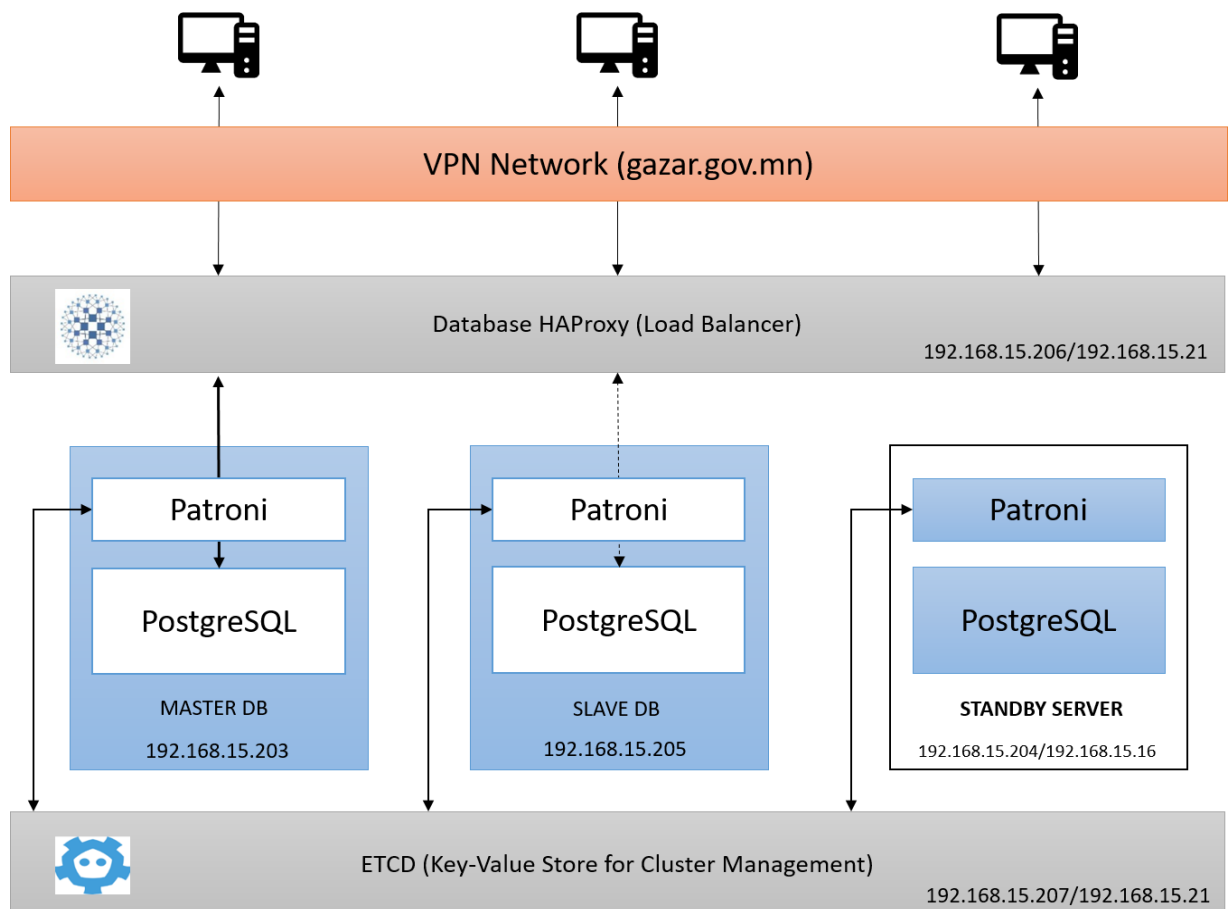 VPN Network (gazar.gov.mn)
Database HAProxy (Load Balancer)
192.168.15.206/192.168.15.21
Patroni
PostgreSQL
MASTER DB
192.168.15.203
Patroni
PostgreSQL
SLAVE DB
192.168.15.205
Patroni
PostgreSQL
STANDBY SERVER
192.168.15.204/192.168.15.16
ETCD (Key-Value Store for Cluster Management)
192.168.15.207/192.168.15.21